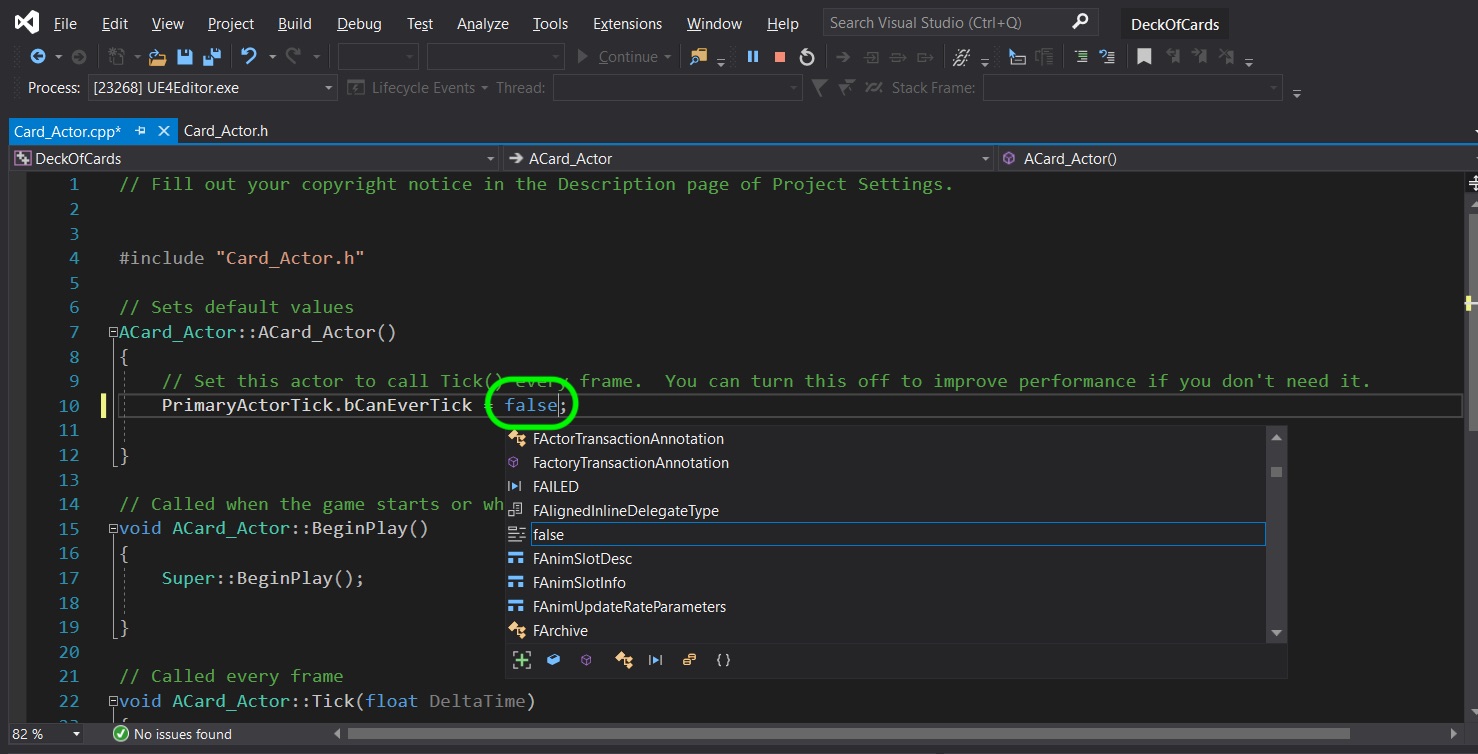 File Edit View Project Build Debug Test Analyze Tools Extensions Window Help Search Visual Studio (Ctrl+Q) DeckOfCards
Continue
Process: [23268] UE4Editor.exe Lifecycle Events Thread: Stack Frame:
Card_Actor.cpp* Card_Actor.h
DeckOfCards ACard_Actor ACard_Actor()
1 // Fill out your copyright notice in the Description page of Project Settings.
2
3
4 #include "Card_Actor.h"
5
6 // Sets default values
7 ACard_Actor::ACard_Actor()
8 {
9 // Set this actor to call Tick() every frame.  You can turn this off to improve performance if you don't need it.
10 PrimaryActorTick.bCanEverTick = false;
11
12 }
13
14 // Called when the game starts or wh
15 void ACard_Actor::BeginPlay()
16 {
17 Super::BeginPlay();
18
19 }
20
21 // Called every frame
22 void ACard_Actor::Tick(float DeltaTime)
FActorTransactionAnnotation
FactoryTransactionAnnotation
FAILED
FAlignedInlineDelegateType
false
FAnimSlotDesc
FAnimSlotInfo
FAnimUpdateRateParameters
FArchive
82 % No issues found